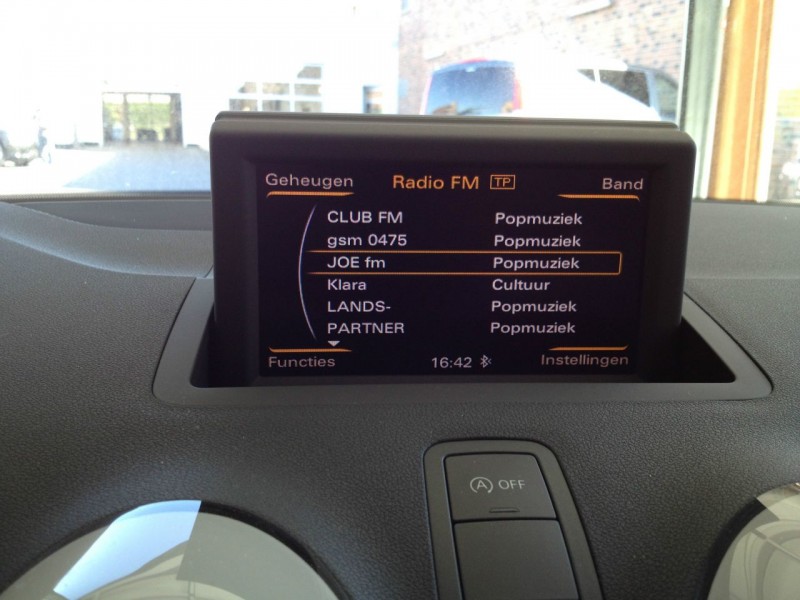 Geheugen Radio FM TP Band
CLUB FM Popmuziek
gsm 0475 Popmuziek
JOE fm Popmuziek
Klara Cultuur
LANDS- Popmuziek
PARTNER Popmuziek
Functies 16:42 Instellingen
A OFF